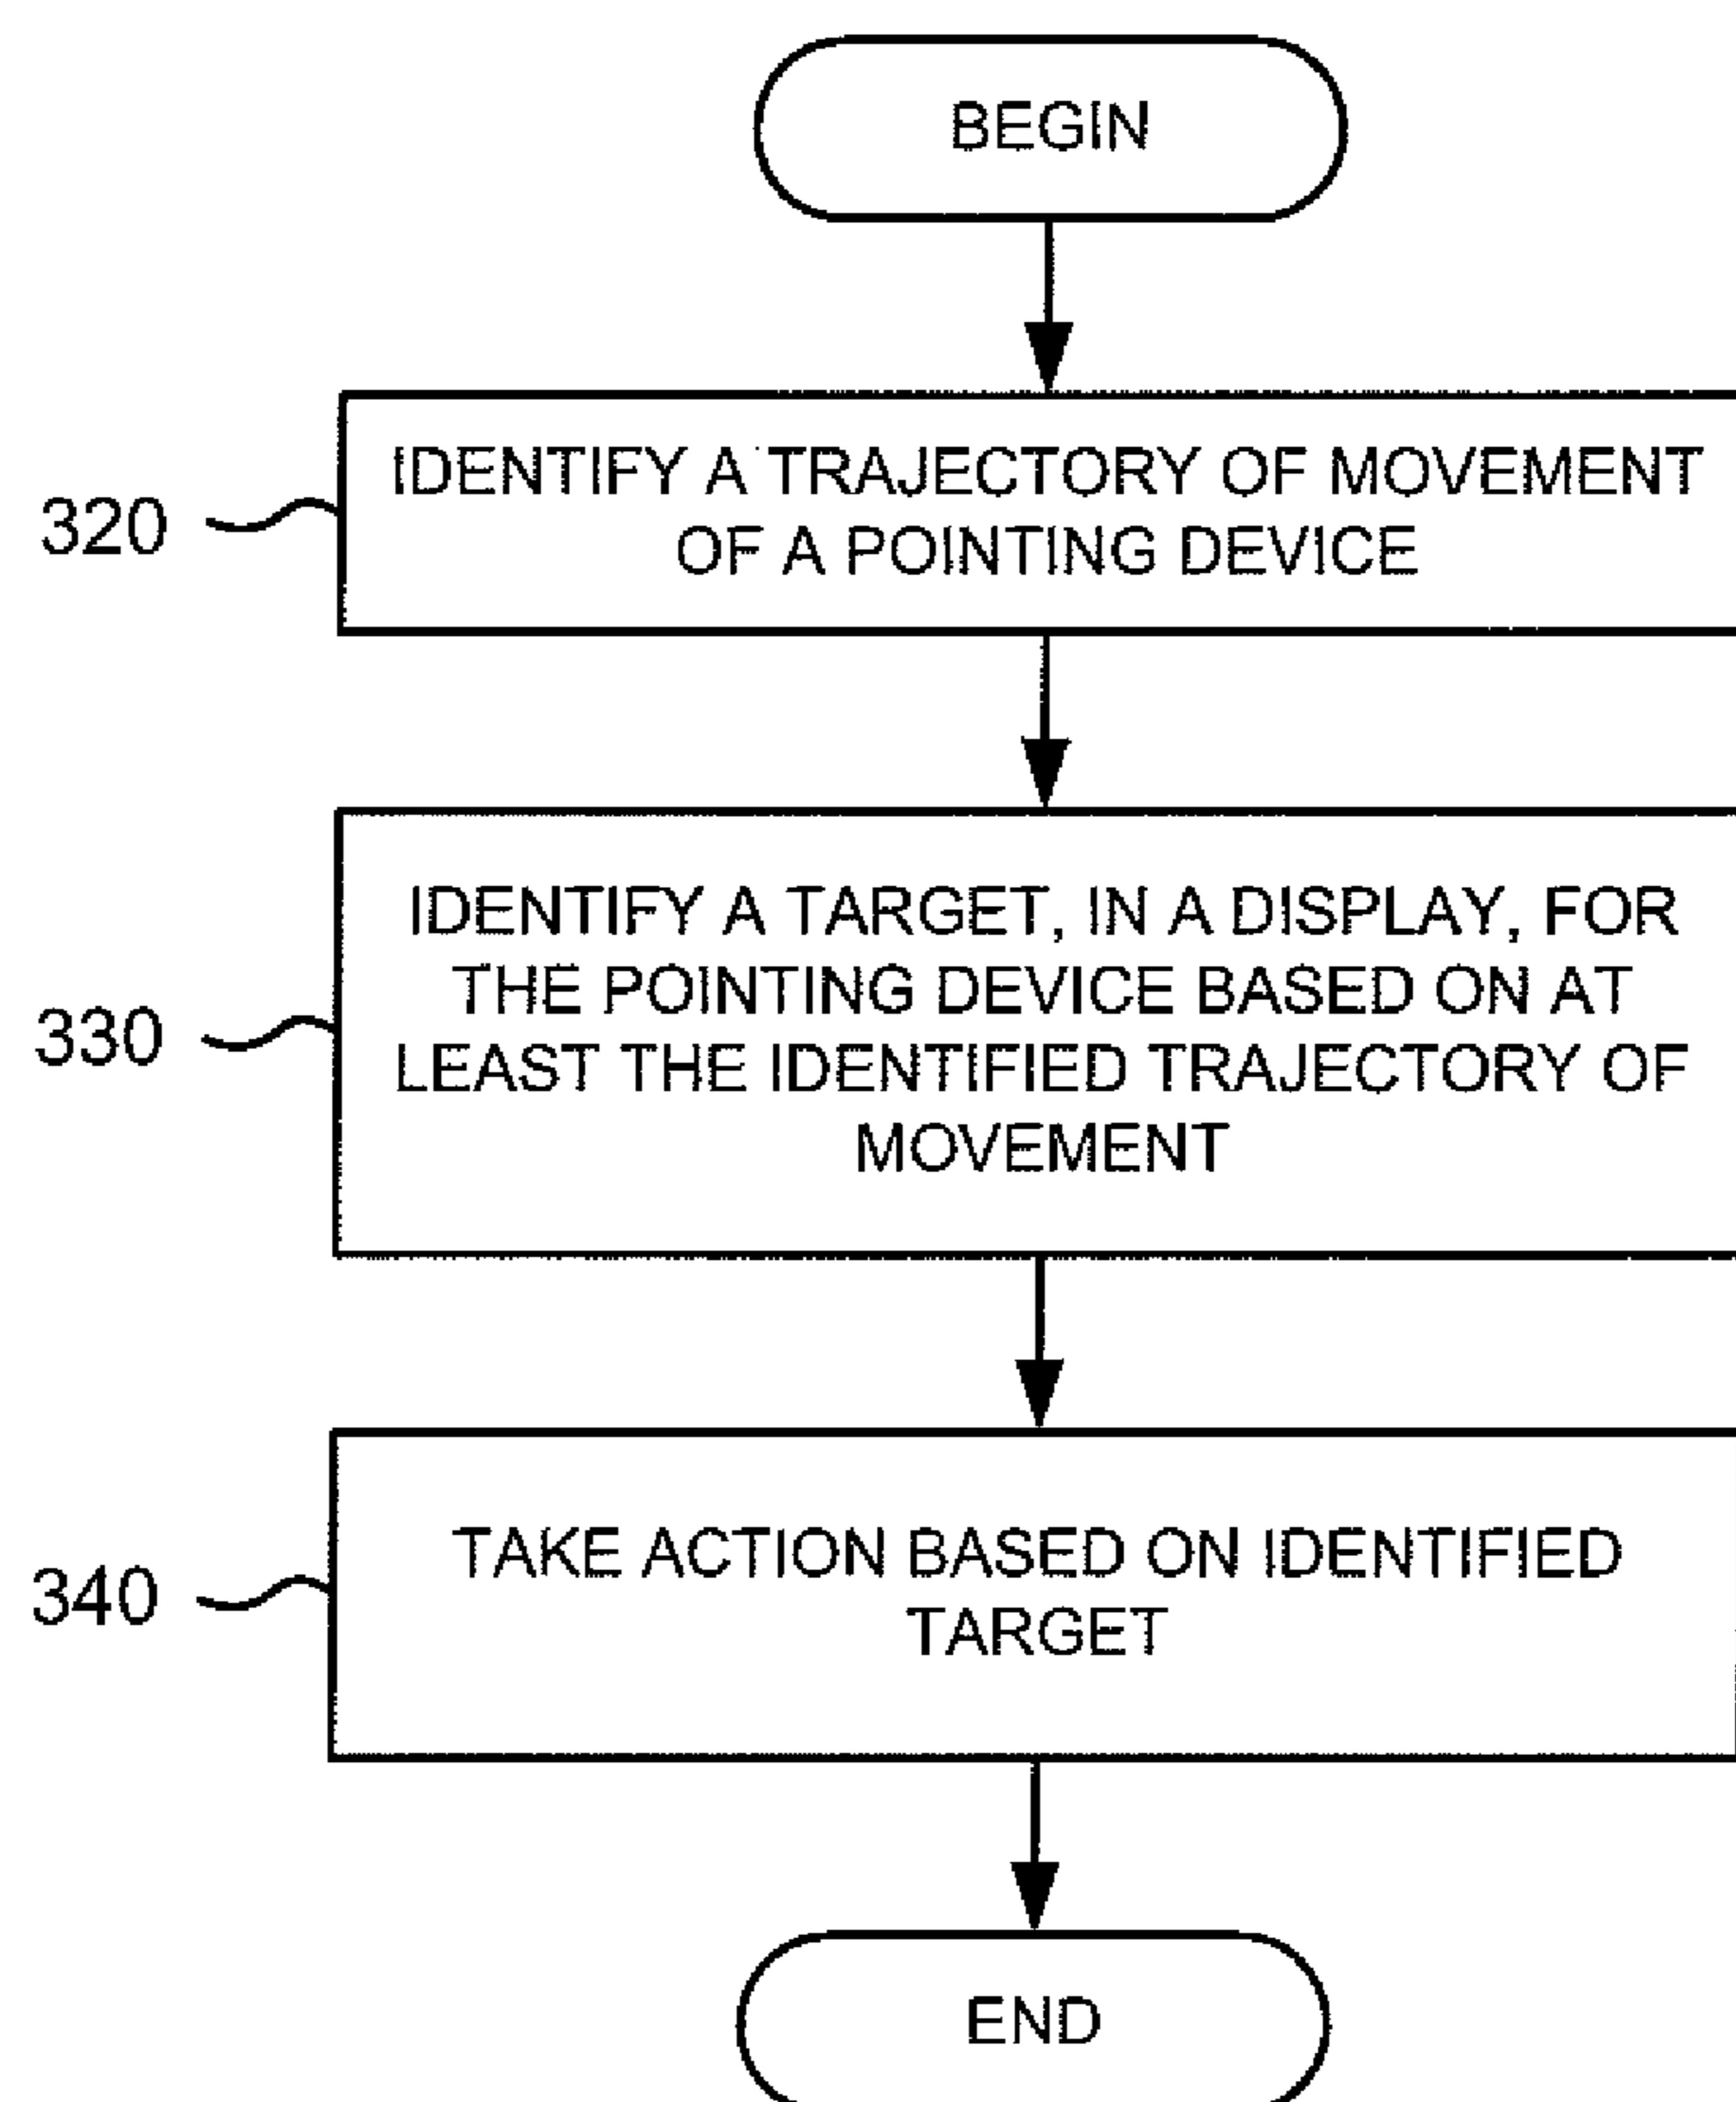 BEGIN
320
IDENTIFY A TRAJECTORY OF MOVEMENT
OF A POINTING DEVICE
330
IDENTIFY A TARGET, IN A DISPLAY, FOR
THE POINTING DEVICE BASED ON AT
LEAST THE IDENTIFIED TRAJECTORY OF
MOVEMENT
340
TAKE ACTION BASED ON IDENTIFIED
TARGET
END